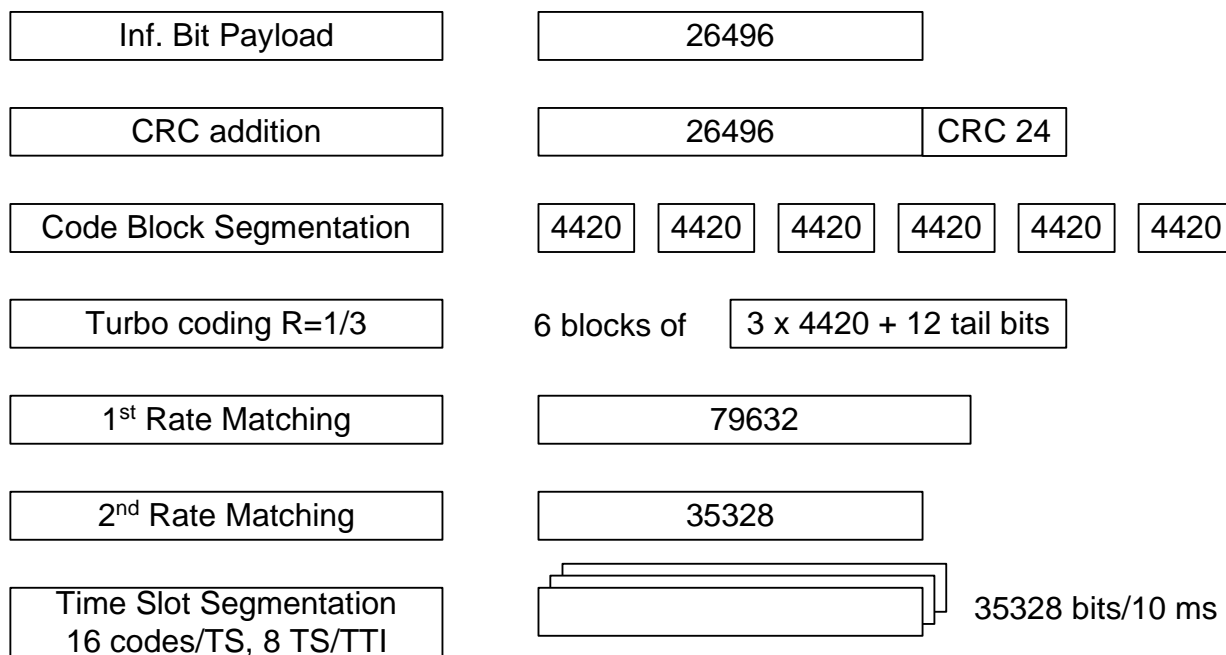 Inf. Bit Payload 26496
CRC addition 26496 CRC 24
Code Block Segmentation 4420 4420 4420 4420 4420 4420
Turbo coding R=1/3 6 blocks of 3 x 4420 + 12 tail bits
1st Rate Matching 79632
2nd Rate Matching 35328
Time Slot Segmentation
16 codes/TS, 8 TS/TTI
35328 bits/10 ms